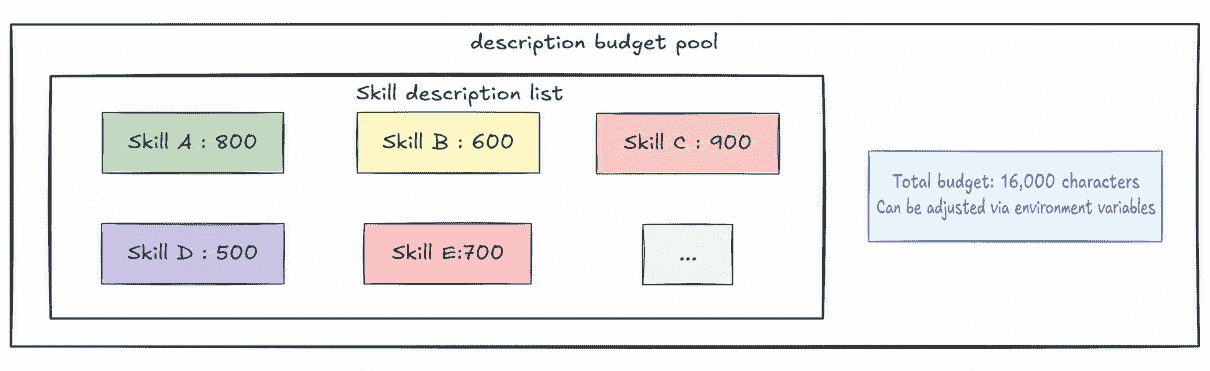 description budget pool
Skill description list
Skill A : 800
Skill B : 600
Skill C : 900
Total budget: 16,000 characters
Can be adjusted via environment variables
Skill D : 500
Skill E:700
...